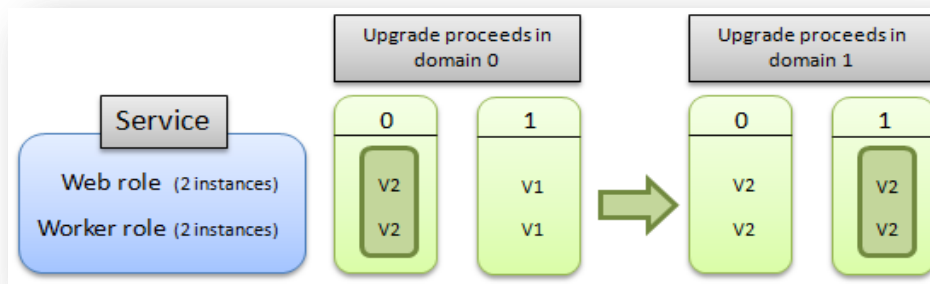 Upgrade proceeds in
domain 0
Upgrade proceeds in
domain 1
Service
Web role (2 instances)
Worker role (2 instances)
0
V2
V2
1
V1
V1
0
V2
V2
1
V2
V2